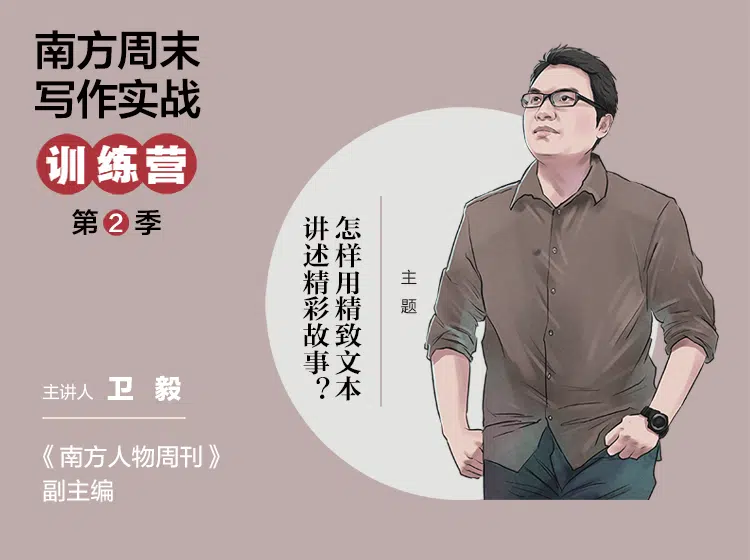 南方周末
写作实战
训练营
第2季
主题
怎样用精致文本
讲述精彩故事？
主讲人 卫 毅
《南方人物周刊》
副主编